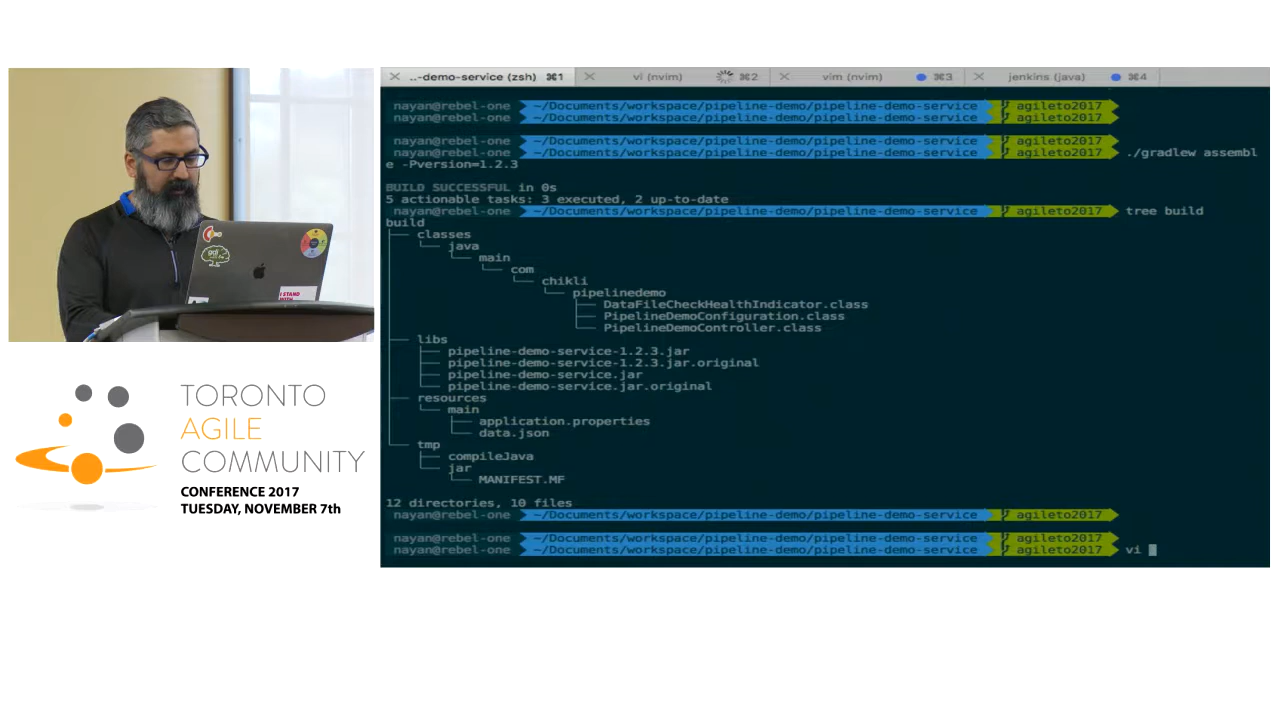 ..-demo-service (zsh) ⌘1 vi (nvim) ⌘2 vim (nvim) ⌘3 jenkins (java) ⌘4
nayan@rebel-one ~/Documents/workspace/pipeline-demo/pipeline-demo-service agileto2017
nayan@rebel-one ~/Documents/workspace/pipeline-demo/pipeline-demo-service agileto2017
nayan@rebel-one ~/Documents/workspace/pipeline-demo/pipeline-demo-service agileto2017
nayan@rebel-one ~/Documents/workspace/pipeline-demo/pipeline-demo-service agileto2017 ./gradlew assembl
e -Pversion=1.2.3
BUILD SUCCESSFUL in 0s
5 actionable tasks: 3 executed, 2 up-to-date
nayan@rebel-one ~/Documents/workspace/pipeline-demo/pipeline-demo-service agileto2017 tree build
build
├── classes
│   └── java
│       └── main
│           └── com
│               └── chikli
│                   └── pipelinedemo
│                       ├── DataFileCheckHealthIndicator.class
│                       ├── PipelineDemoConfiguration.class
│                       └── PipelineDemoController.class
├── libs
│   ├── pipeline-demo-service-1.2.3.jar
│   ├── pipeline-demo-service-1.2.3.jar.original
│   ├── pipeline-demo-service.jar
│   └── pipeline-demo-service.jar.original
├── resources
│   └── main
│       ├── application.properties
│       └── data.json
└── tmp
    ├── compileJava
    └── jar
        └── MANIFEST.MF
12 directories, 10 files
nayan@rebel-one ~/Documents/workspace/pipeline-demo/pipeline-demo-service agileto2017
nayan@rebel-one ~/Documents/workspace/pipeline-demo/pipeline-demo-service agileto2017
nayan@rebel-one ~/Documents/workspace/pipeline-demo/pipeline-demo-service agileto2017 vi
I STAND
WITH
TORONTO
AGILE
COMMUNITY
CONFERENCE 2017
TUESDAY, NOVEMBER 7th